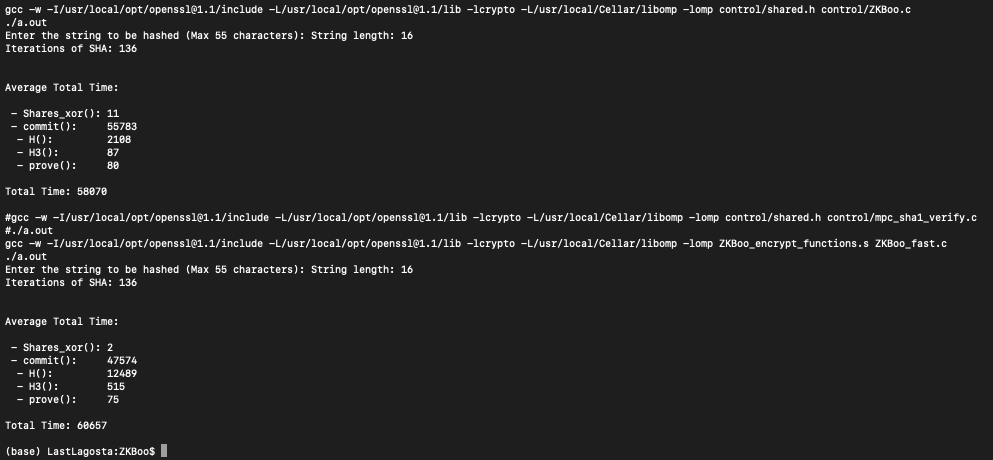 gcc -w -I/usr/local/opt/openssl@1.1/include -L/usr/local/opt/openssl@1.1/lib -lcrypto -L/usr/local/Cellar/libomp -lomp control/shared.h control/ZKBoo.c
./a.out
Enter the string to be hashed (Max 55 characters): String length: 16
Iterations of SHA: 136
Average Total Time:
- Shares_xor(): 11
- commit(): 55783
- H(): 2108
- H3(): 87
- prove(): 80
Total Time: 58070
#gcc -w -I/usr/local/opt/openssl@1.1/include -L/usr/local/opt/openssl@1.1/lib -lcrypto -L/usr/local/Cellar/libomp -lomp control/shared.h control/mpc_sha1_verify.c
#./a.out
gcc -w -I/usr/local/opt/openssl@1.1/include -L/usr/local/opt/openssl@1.1/lib -lcrypto -L/usr/local/Cellar/libomp -lomp ZKBoo_encrypt_functions.s ZKBoo_fast.c
./a.out
Enter the string to be hashed (Max 55 characters): String length: 16
Iterations of SHA: 136
Average Total Time:
- Shares_xor(): 2
- commit(): 47574
- H(): 12489
- H3(): 515
- prove(): 75
Total Time: 60657
(base) LastLagosta:ZKBoo$